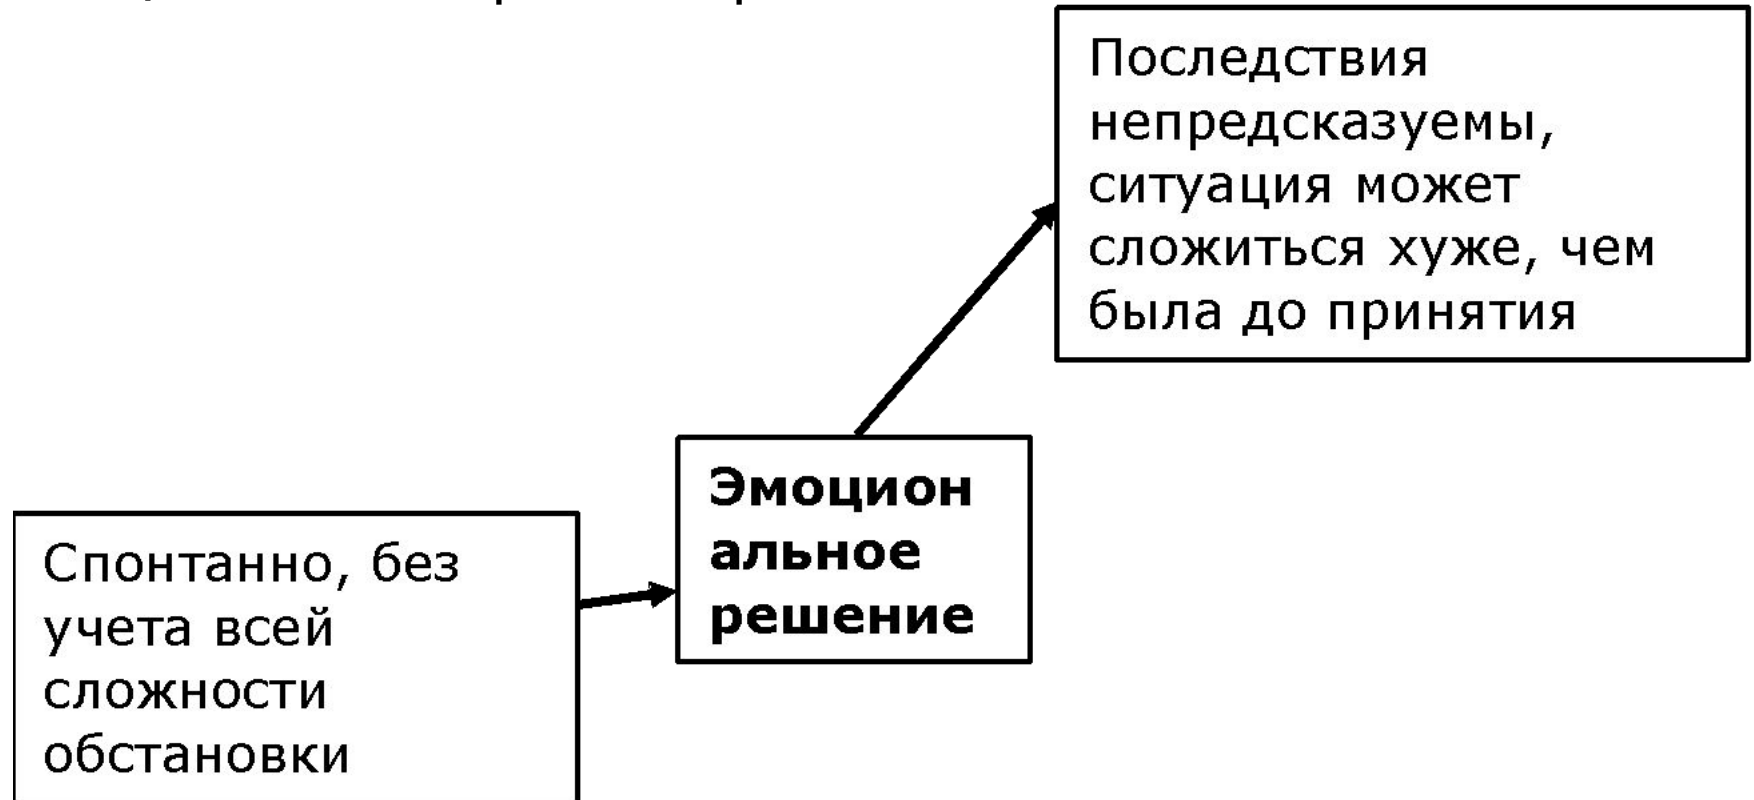 Последствия
непредсказуемы,
ситуация может
сложиться хуже, чем
была до принятия
Эмоцион
альное
решение
Спонтанно, без
учета всей
сложности
обстановки